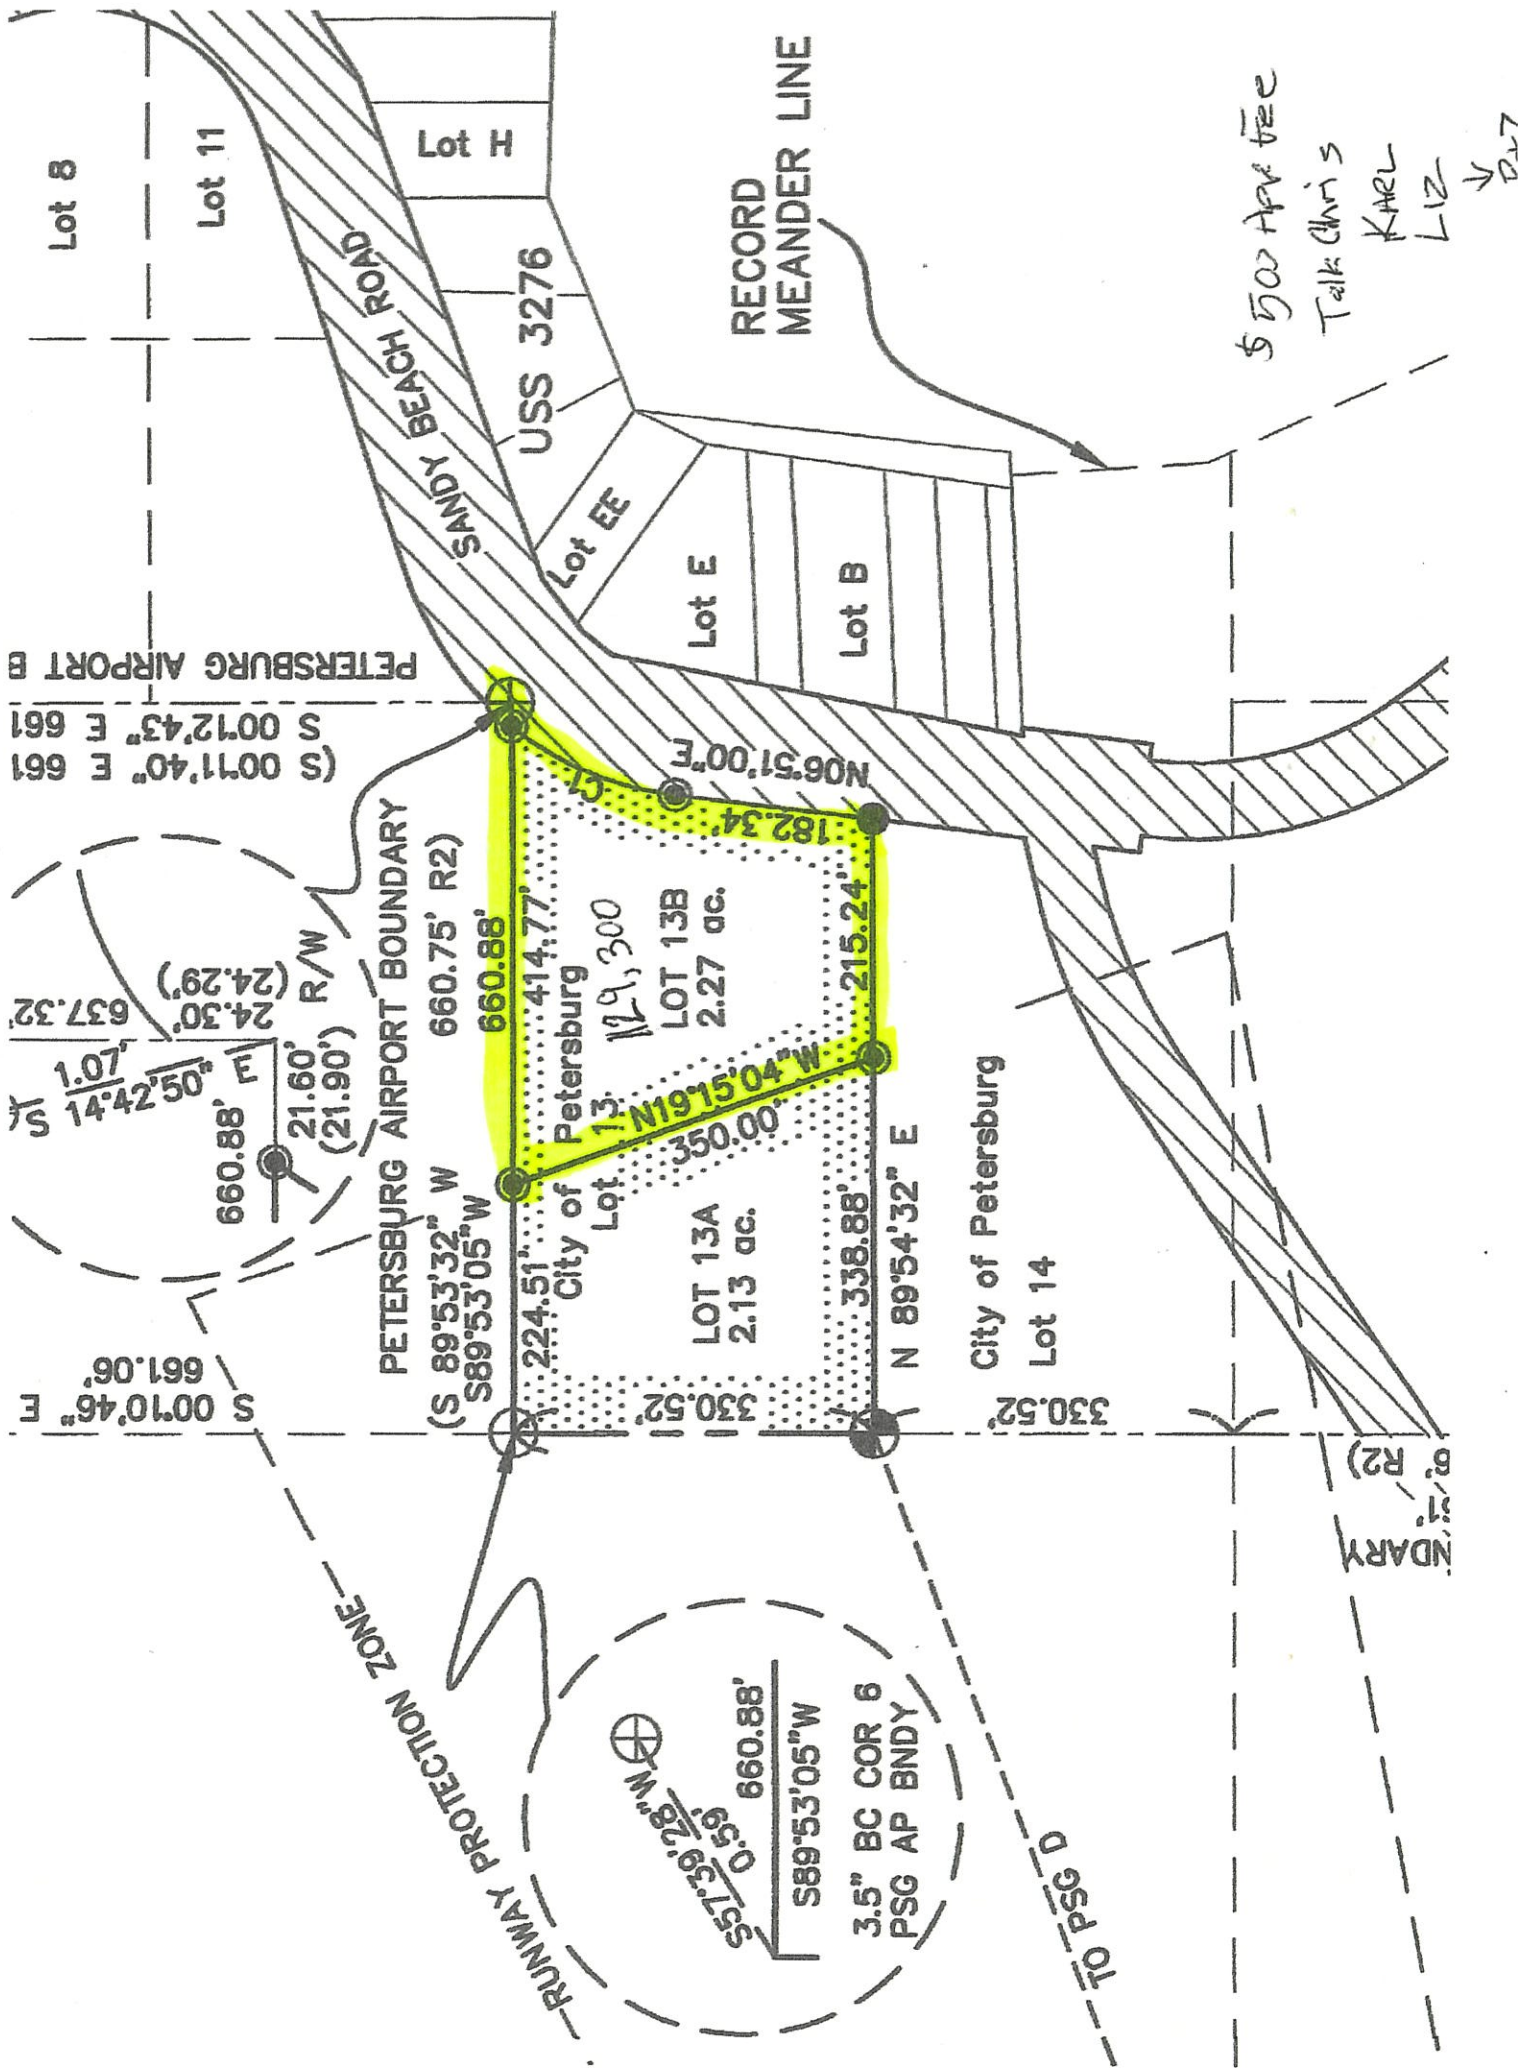 Lot 8
Lot 11
Lot H
SANDY BEACH ROAD
USS 3276
RECORD
MEANDER LINE
Lot EE
Lot E
Lot B
PETERSBURG AIRPORT B
S 00°12'43" E 661
(S 00°11'40" E 661
637.32'
24.30'
(24.29')
R/W
S 14°42'50" E
1.07'
660.88'
21.60'
(21.90')
PETERSBURG AIRPORT BOUNDARY
(S 89°53'32" W 660.75' R2)
S89°53'05"W 660.88'
224.51'
414.77'
City of Petersburg
Lot 13
129,300
LOT 13B
2.27 ac.
C1
N06°51'00"E
182.34'
215.24'
N19°15'04"W
350.00'
LOT 13A
2.13 ac.
338.88'
N 89°54'32" E
330.52'
330.52'
City of Petersburg
Lot 14
S 00°10'46" E
661.06'
RUNWAY PROTECTION ZONE
S57°39'28"W
0.59'
660.88'
S89°53'05"W
3.5" BC COR 6
PSG AP BNDY
TO PSG D
R2)
NDARY
$500 App fee
Talk Chris
KARL
LIZ